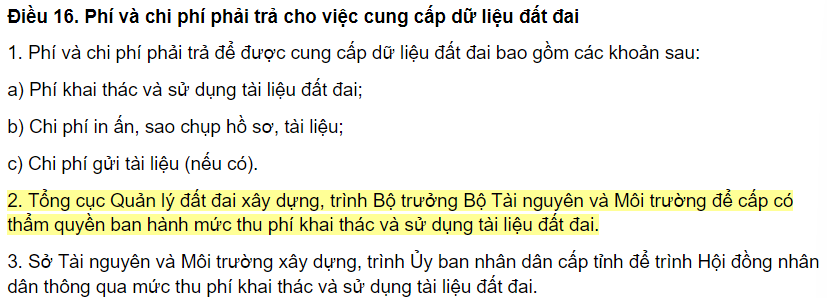 Điều 16. Phí và chi phí phải trả cho việc cung cấp dữ liệu đất đai
1. Phí và chi phí phải trả để được cung cấp dữ liệu đất đai bao gồm các khoản sau:
a) Phí khai thác và sử dụng tài liệu đất đai;
b) Chi phí in ấn, sao chụp hồ sơ, tài liệu;
c) Chi phí gửi tài liệu (nếu có).
2. Tổng cục Quản lý đất đai xây dựng, trình Bộ trưởng Bộ Tài nguyên và Môi trường để cấp có
thẩm quyền ban hành mức thu phí khai thác và sử dụng tài liệu đất đai.
3. Sở Tài nguyên và Môi trường xây dựng, trình Ủy ban nhân dân cấp tỉnh để trình Hội đồng nhân
dân thông qua mức thu phí khai thác và sử dụng tài liệu đất đai.